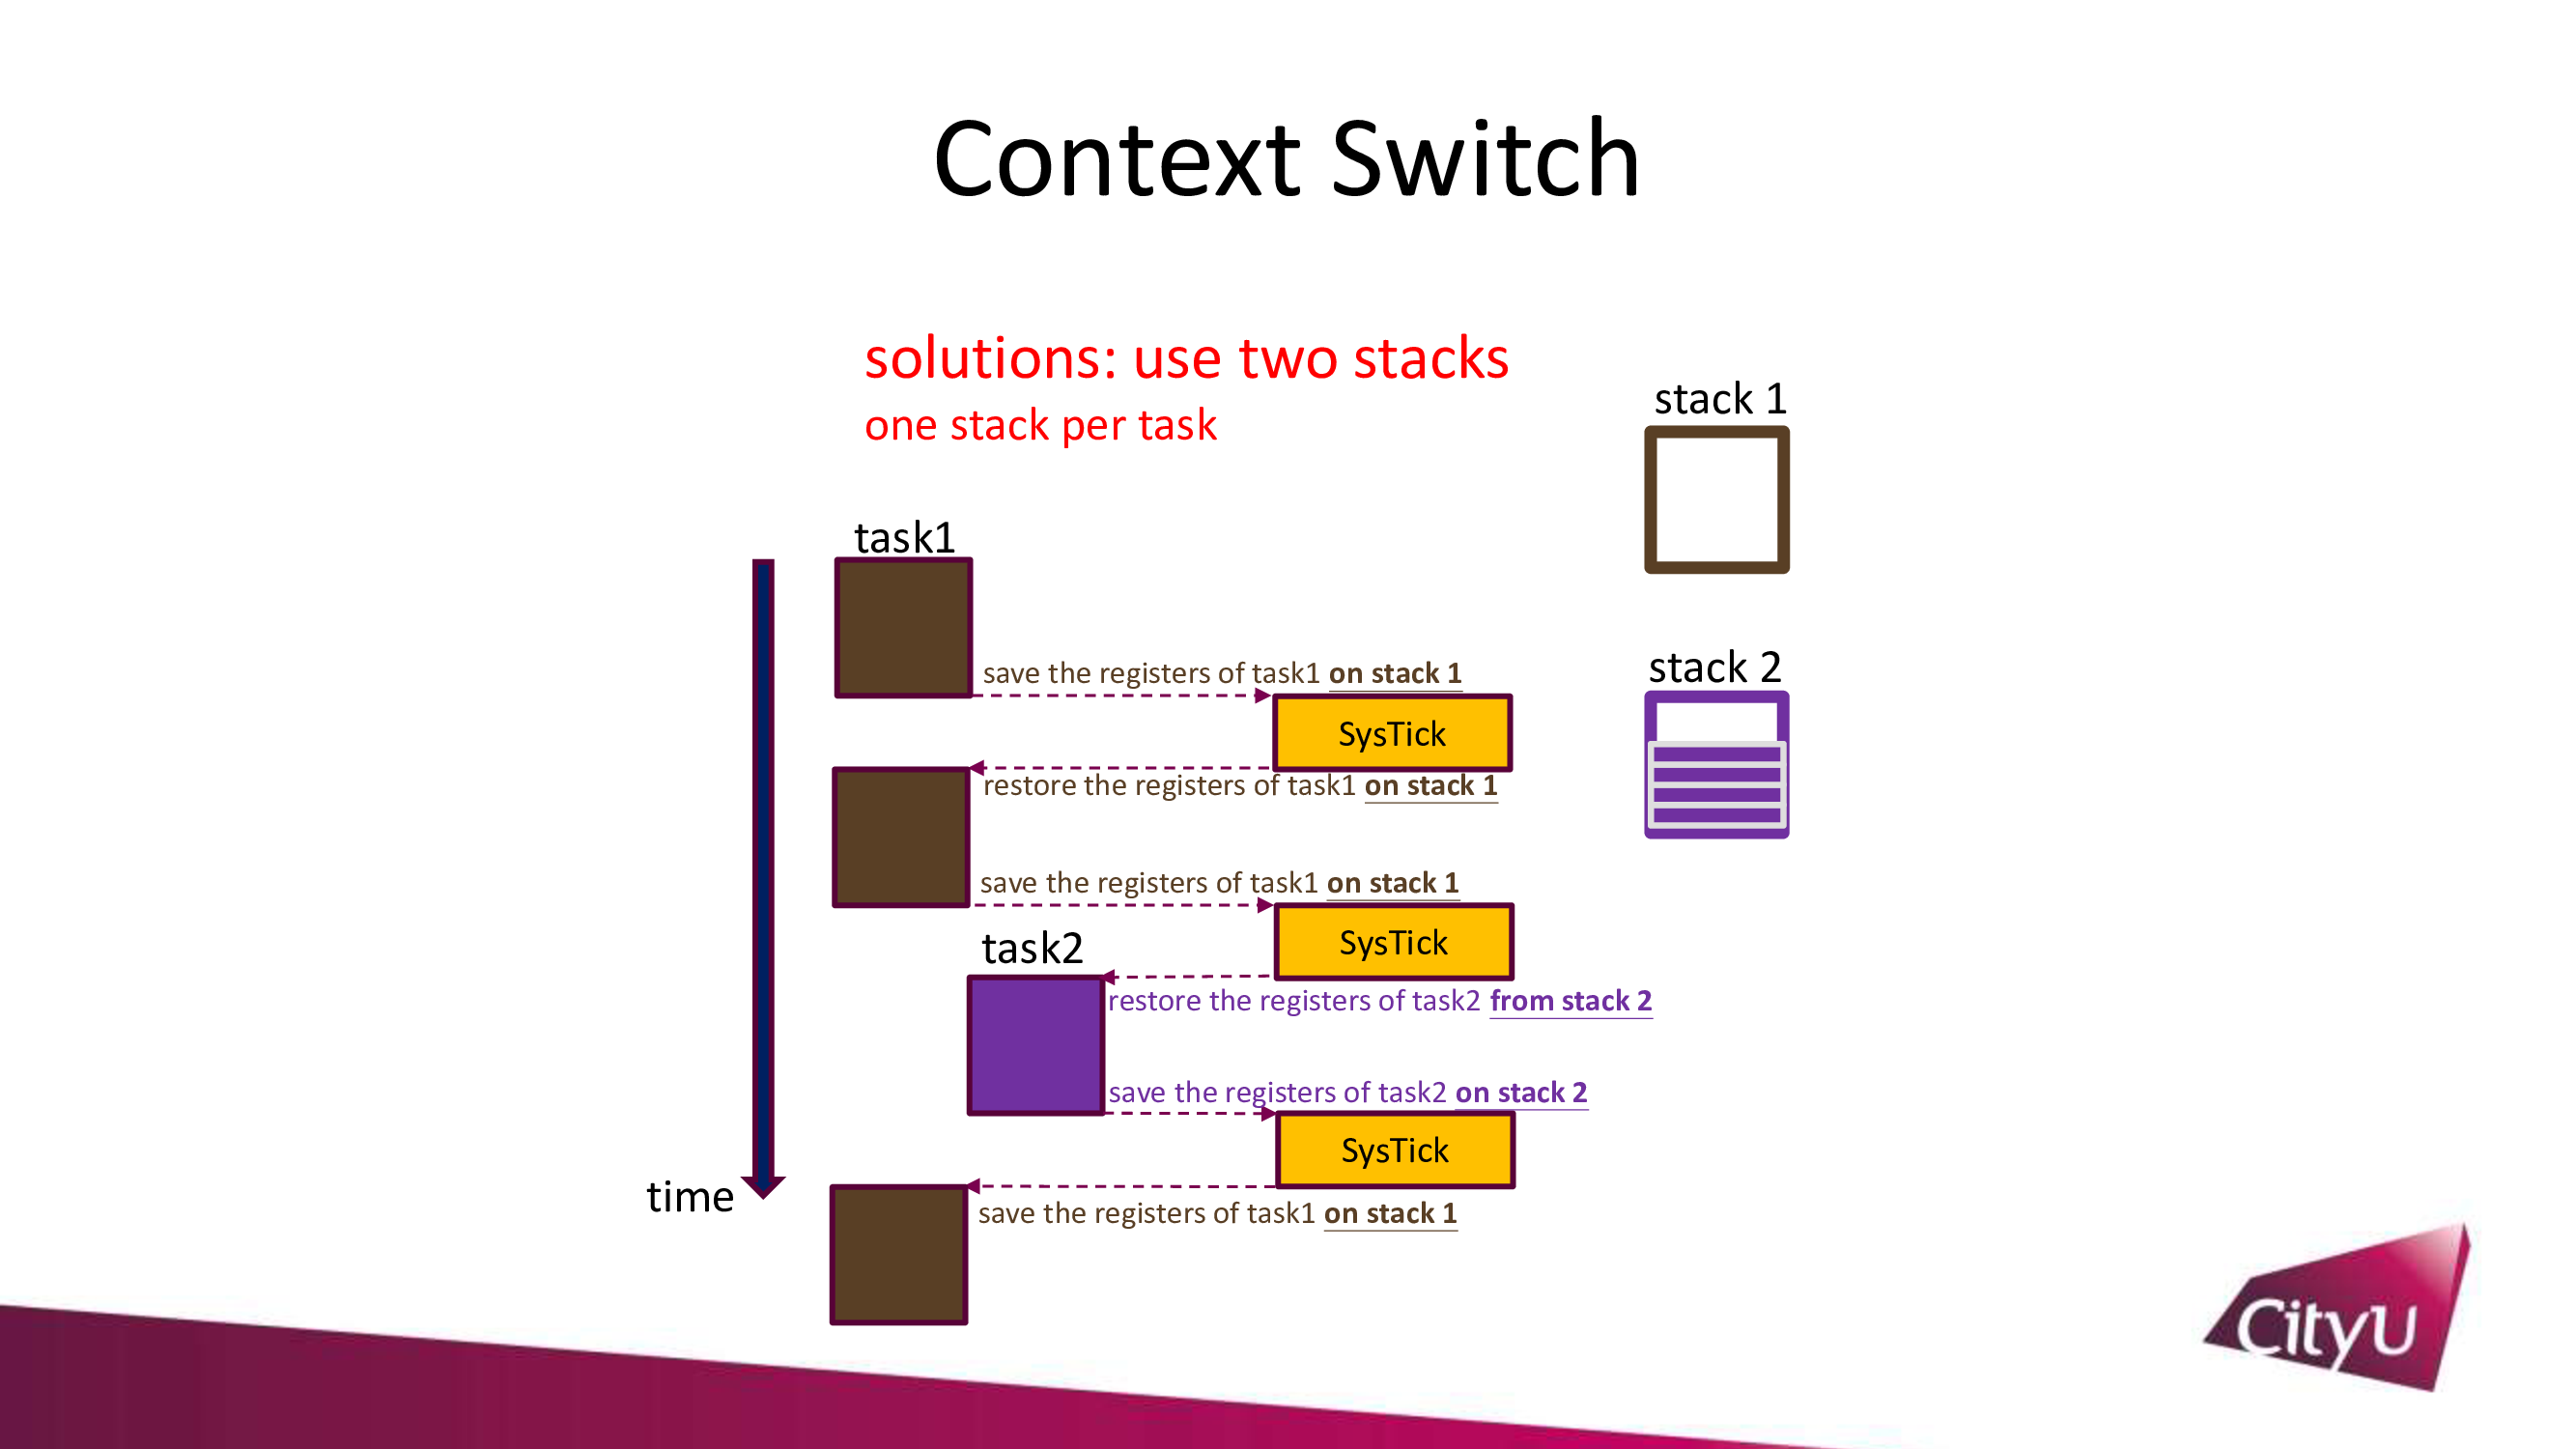 Context Switch
solutions: use two stacks
one stack per task
stack 1
task1
save the registers of task1 on stack 1
stack 2
SysTick
restore the registers of task1 on stack 1
save the registers of task1 on stack 1
SysTick
task2
restore the registers of task2 from stack 2
save the registers of task2 on stack 2
SysTick
time
save the registers of task1 on stack 1
CityU